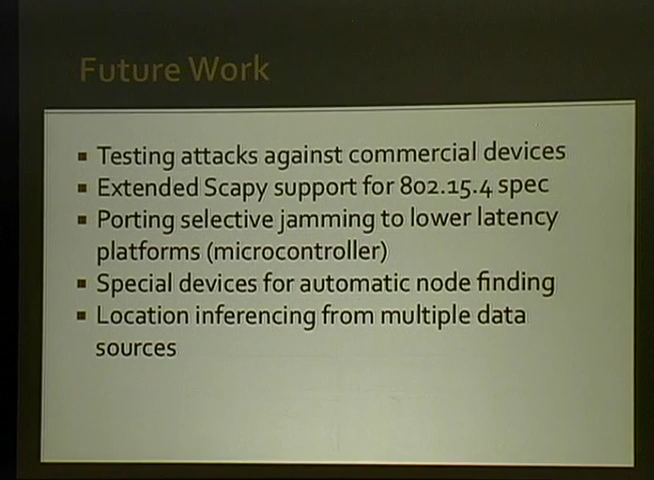 Future Work
▪ Testing attacks against commercial devices
▪ Extended Scapy support for 802.15.4 spec
▪ Porting selective jamming to lower latency
platforms (microcontroller)
▪ Special devices for automatic node finding
▪ Location inferencing from multiple data
sources